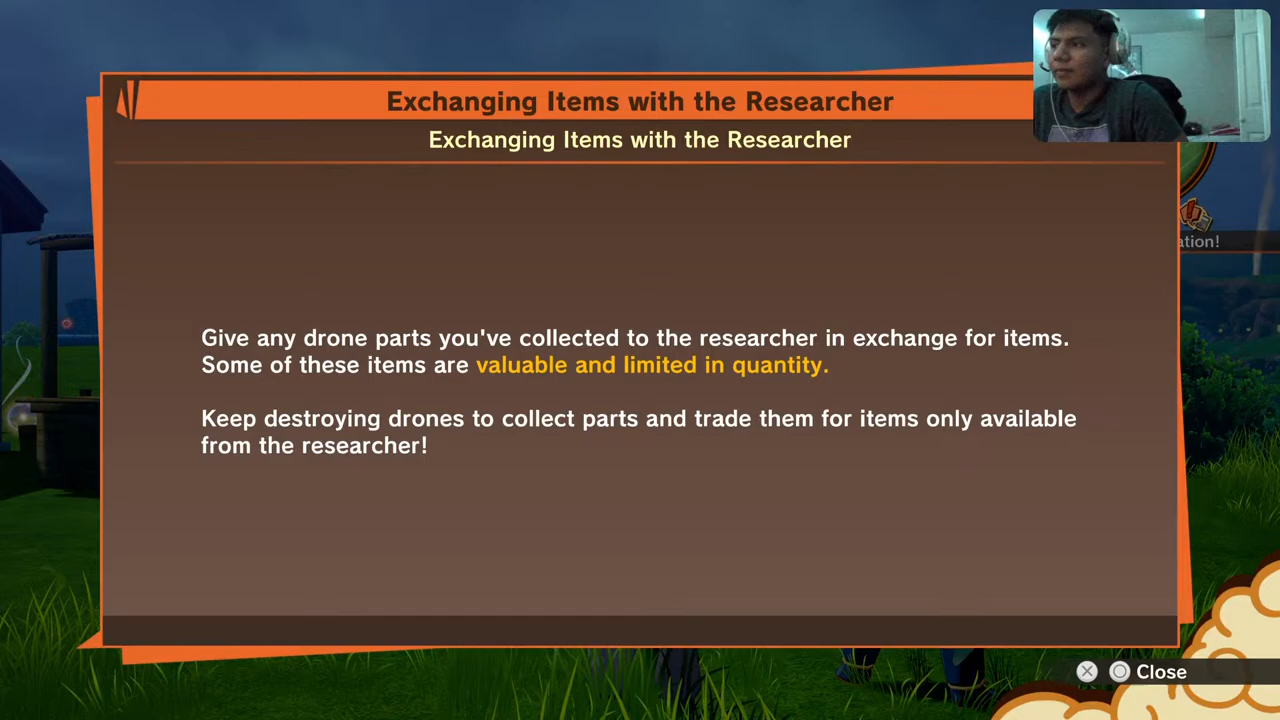 Exchanging Items with the Researcher
Exchanging Items with the Researcher
ation!
Give any drone parts you've collected to the researcher in exchange for items.
Some of these items are valuable and limited in quantity.
Keep destroying drones to collect parts and trade them for items only available
from the researcher!
Close